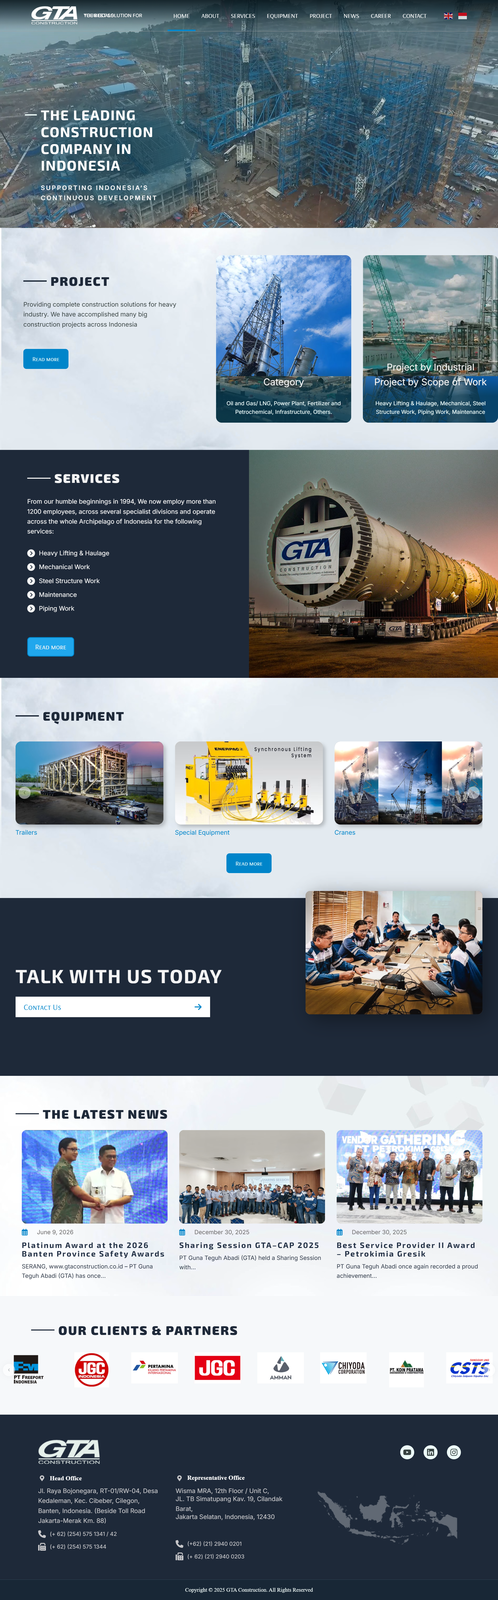 GTA
CONSTRUCTION
SOLUTION FOR
HOME
ABOUT
SERVICES
EQUIPMENT
PROJECT
NEWS
CAREER
CONTACT
THE LEADING
CONSTRUCTION
COMPANY IN
INDONESIA
SUPPORTING INDONESIA'S
CONTINUOUS DEVELOPMENT
PROJECT
Providing complete construction solutions for heavy
industry. We have accomplished many big
construction projects across Indonesia
READ MORE
Category
Oil and Gas/ LNG, Power Plant, Fertilizer and
Petrochemical, Infrastructure, Others.
Project by Industrial
Project by Scope of Work
Heavy Lifting & Haulage, Mechanical, Steel
Structure Work, Piping Work, Maintenance
SERVICES
From our humble beginnings in 1994, We now employ more than
1200 employees, across several specialist divisions and operate
across the whole Archipelago of Indonesia for the following
services:
Heavy Lifting & Haulage
Mechanical Work
Steel Structure Work
Maintenance
Piping Work
READ MORE
GTA
CONSTRUCTION
GTA
EQUIPMENT
ENERPAC
Synchronous Lifting
System
Trailers
Special Equipment
Cranes
READ MORE
TALK WITH US TODAY
CONTACT US
THE LATEST NEWS
VENDOR GATHERING
PT PETROKIMIA
June 9, 2026
Platinum Award at the 2026
Banten Province Safety Awards
SERANG, www.gtaconstruction.co.id – PT Guna
Teguh Abadi (GTA) has once...
December 30, 2025
Sharing Session GTA–CAP 2025
PT Guna Teguh Abadi (GTA) held a Sharing Session
with...
December 30, 2025
Best Service Provider II Award
– Petrokimia Gresik
PT Guna Teguh Abadi once again recorded a proud
achievement...
OUR CLIENTS & PARTNERS
PT FREEPORT
INDONESIA
JGC
INDONESIA
PERTAMINA
JGC
AMMAN
CHIYODA
CORPORATION
PT. KOIN PRATAMA
CSTS
GTA
CONSTRUCTION
Head Office
Jl. Raya Bojonegara, RT-01/RW-04, Desa
Kedaleman, Kec. Cibeber, Cilegon,
Banten, Indonesia. (Beside Toll Road
Jakarta-Merak Km. 88)
(+ 62) (254) 575 1341 / 42
(+ 62) (254) 575 1344
Representative Office
Wisma MRA, 12th Floor / Unit C,
JL. TB Simatupang Kav. 19, Cilandak
Barat,
Jakarta Selatan, Indonesia, 12430
(+62) (21) 2940 0201
(+ 62) (21) 2940 0203
Copyright © 2025 GTA Construction. All Rights Reserved